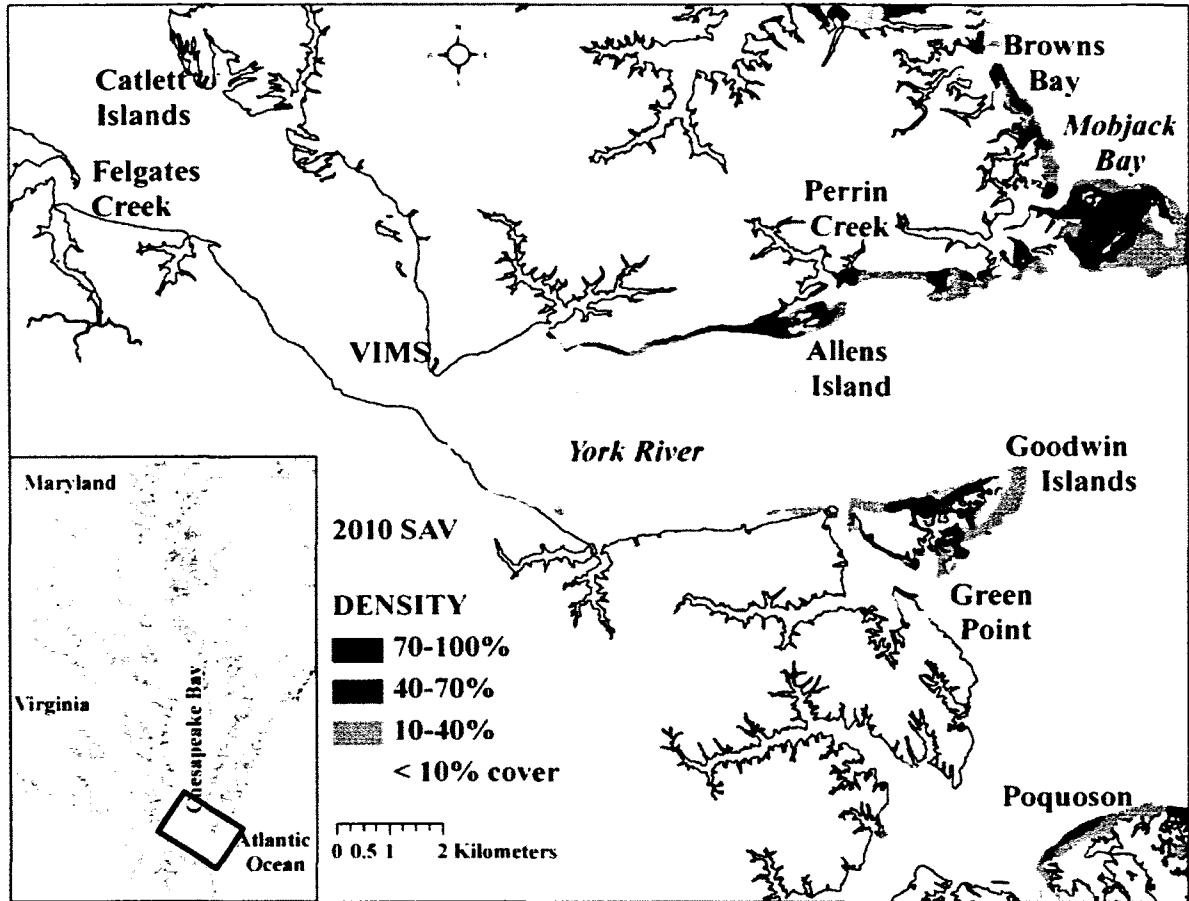 Catlett
Islands
Felgates
Creek
VIMS
Browns
Bay
Mobjack
Bay
Perrin
Creek
Allens
Island
York River
Goodwin
Islands
Green
Point
Poquoson
Maryland
Virginia
Chesapeake Bay
Atlantic
Ocean
2010 SAV
DENSITY
70-100%
40-70%
10-40%
< 10% cover
0 0.5 1 2 Kilometers